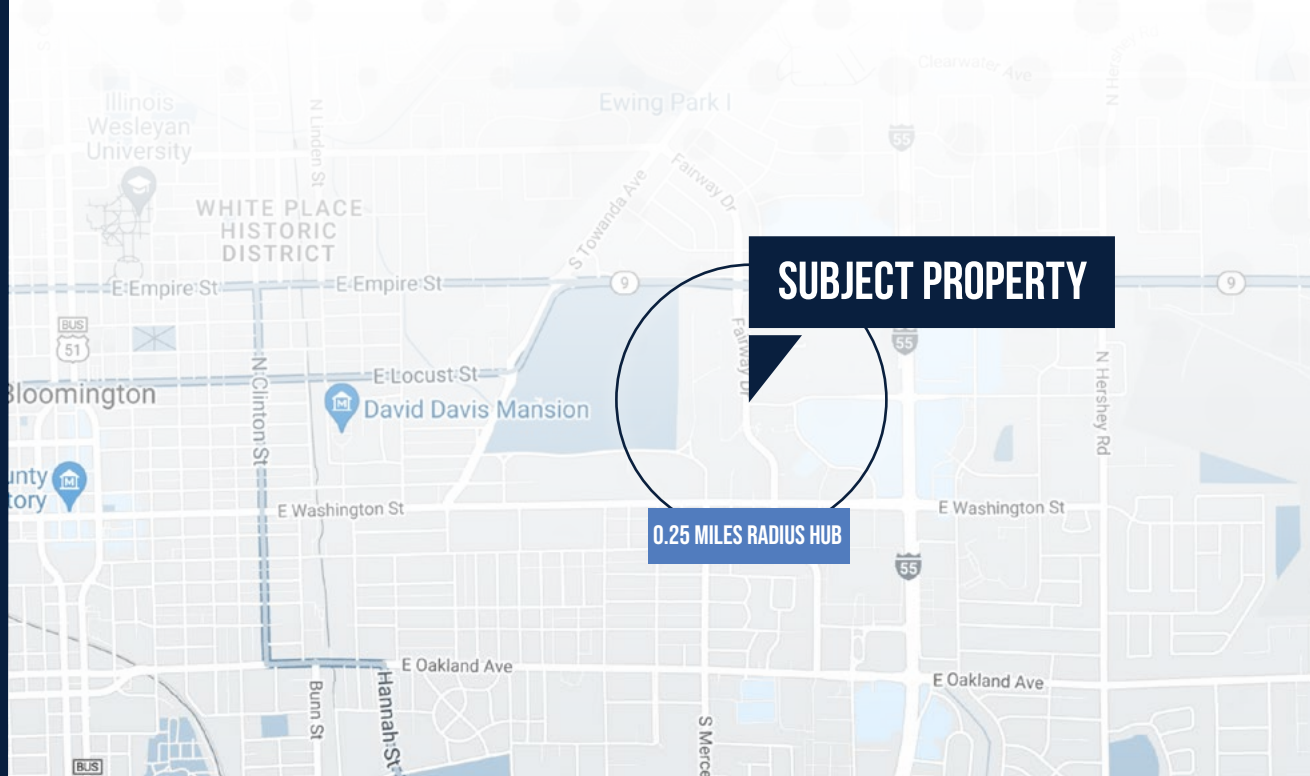 Clearwater Ave
N Hershey Rd
Illinois
Wesleyan
University
N Linden St
Ewing Park I
55
Fairway Dr
S Towanda Ave
WHITE PLACE
HISTORIC
DISTRICT
SUBJECT PROPERTY
E Empire St
E Empire St
9
9
BUS
51
Fairway Dr
55
N Clinton St
E Locust St
N Hershey Rd
Bloomington
David Davis Mansion
unty
tory
E Washington St
E Washington St
0.25 MILES RADIUS HUB
55
E Oakland Ave
E Oakland Ave
Bunn St
Hannah St
S Merce
BUS